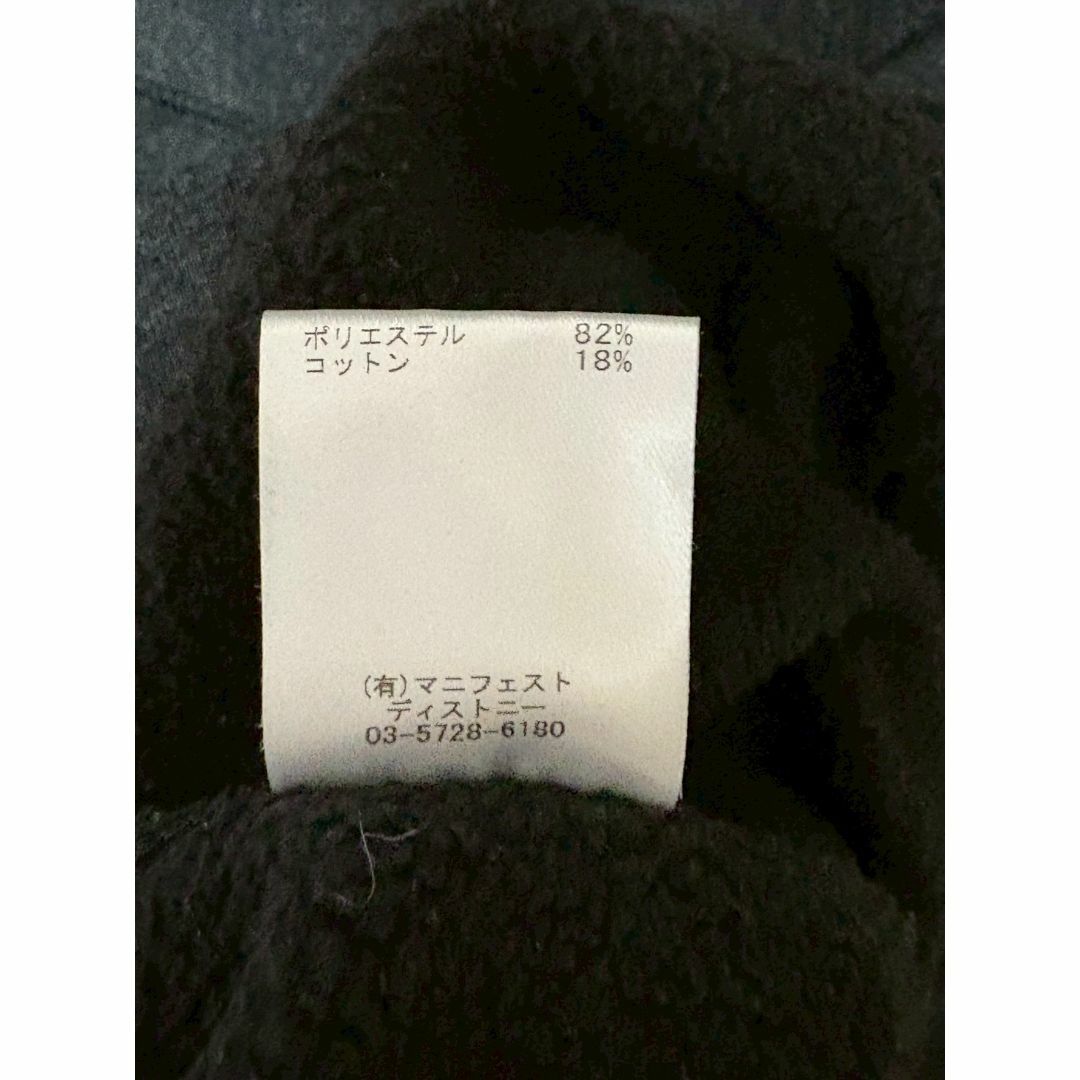 ポリエステル 82%
コットン 18%
(有)マニフェスト
ディストニー
03-5728-6180